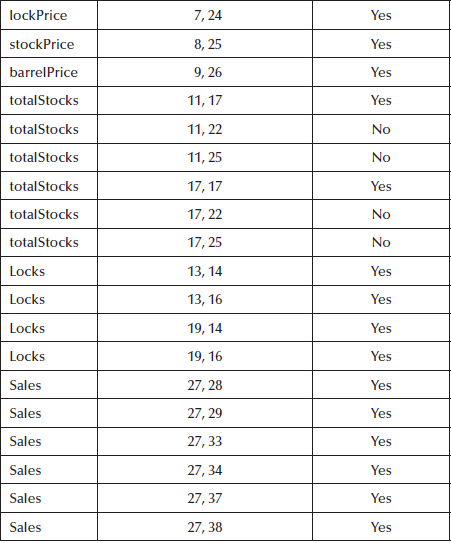 lockPrice 7, 24 Yes
stockPrice 8, 25 Yes
barrelPrice 9, 26 Yes
totalStocks 11, 17 Yes
totalStocks 11, 22 No
totalStocks 11, 25 No
totalStocks 17, 17 Yes
totalStocks 17, 22 No
totalStocks 17, 25 No
Locks 13, 14 Yes
Locks 13, 16 Yes
Locks 19, 14 Yes
Locks 19, 16 Yes
Sales 27, 28 Yes
Sales 27, 29 Yes
Sales 27, 33 Yes
Sales 27, 34 Yes
Sales 27, 37 Yes
Sales 27, 38 Yes